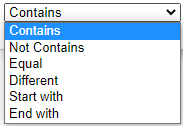 Contains
Contains
Not Contains
Equal
Different
Start with
End with